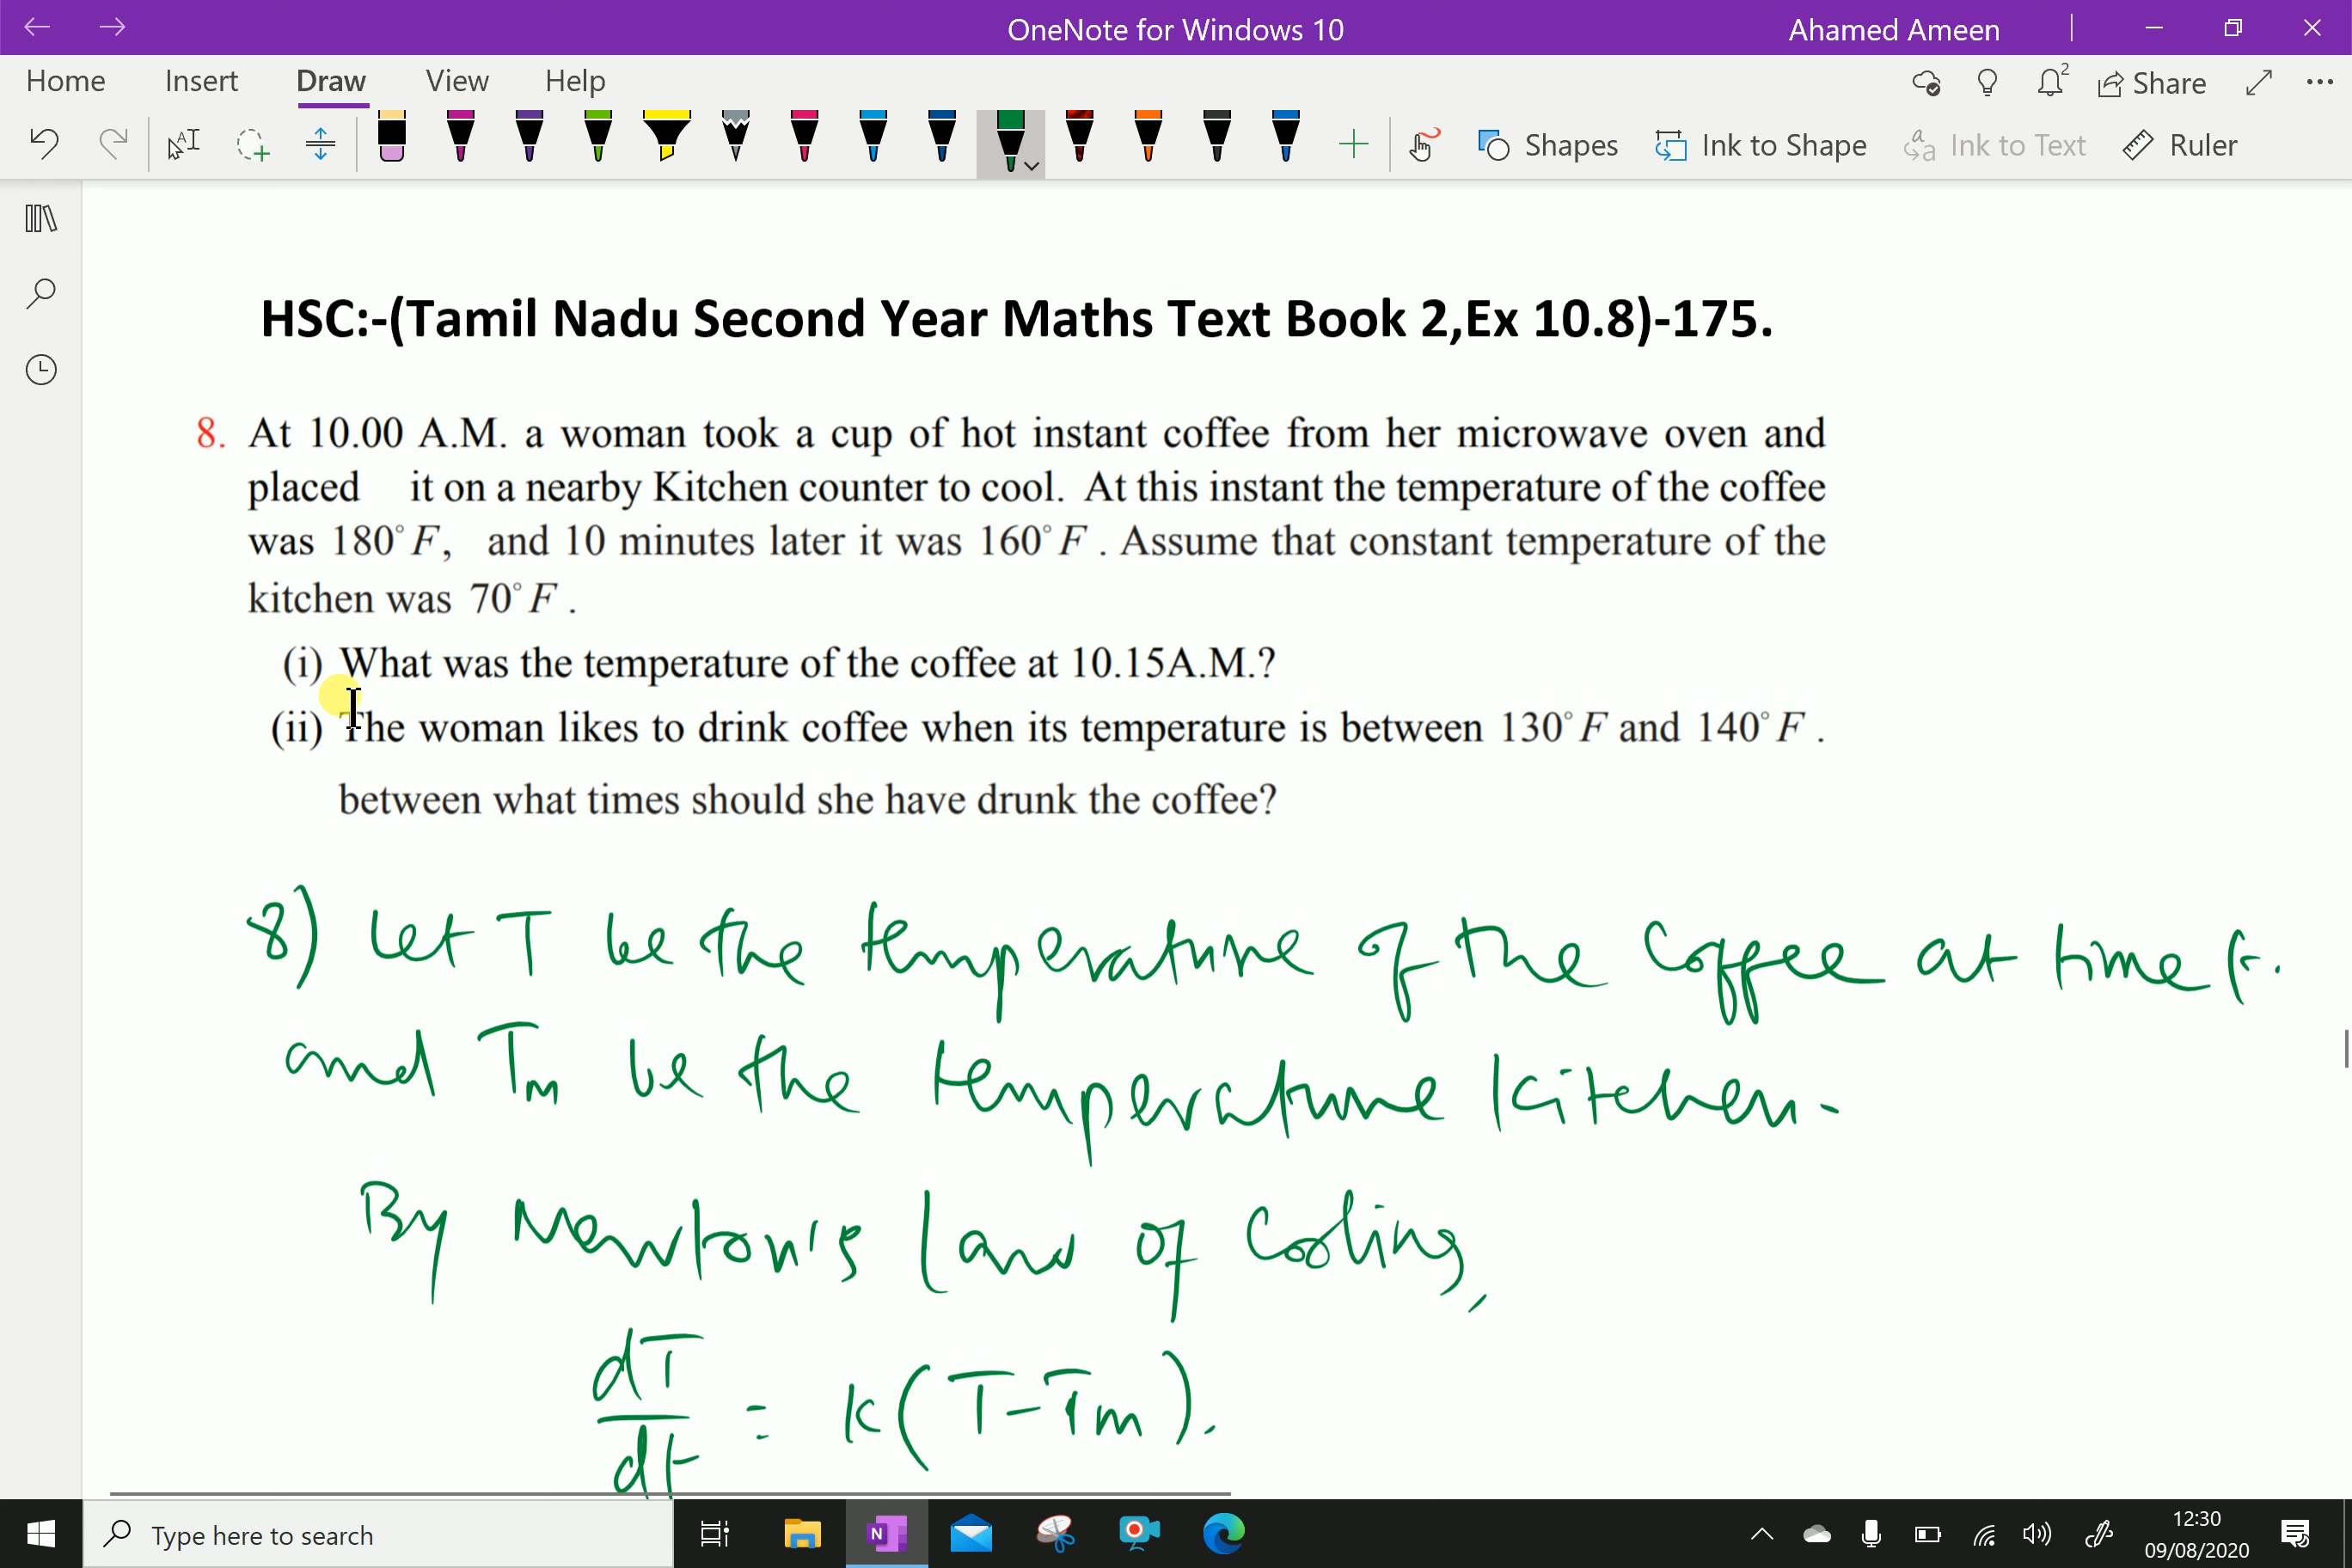 OneNote for Windows 10
Ahamed Ameen
Home Insert Draw View Help
2
Share
Shapes Ink to Shape Ink to Text Ruler
HSC:-(Tamil Nadu Second Year Maths Text Book 2,Ex 10.8)-175.
8. At 10.00 A.M. a woman took a cup of hot instant coffee from her microwave oven and
placed it on a nearby Kitchen counter to cool. At this instant the temperature of the coffee
was 180°F, and 10 minutes later it was 160°F. Assume that constant temperature of the
kitchen was 70°F.
(i) What was the temperature of the coffee at 10.15A.M.?
(ii) The woman likes to drink coffee when its temperature is between 130°F and 140°F.
between what times should she have drunk the coffee?
8) Let T be the temperature of the coffee at time t.
and Tm be the temperature kitchen.
By Newton's law of cooling,
dT/dt = k(T-Tm).
Type here to search
12:30
09/08/2020